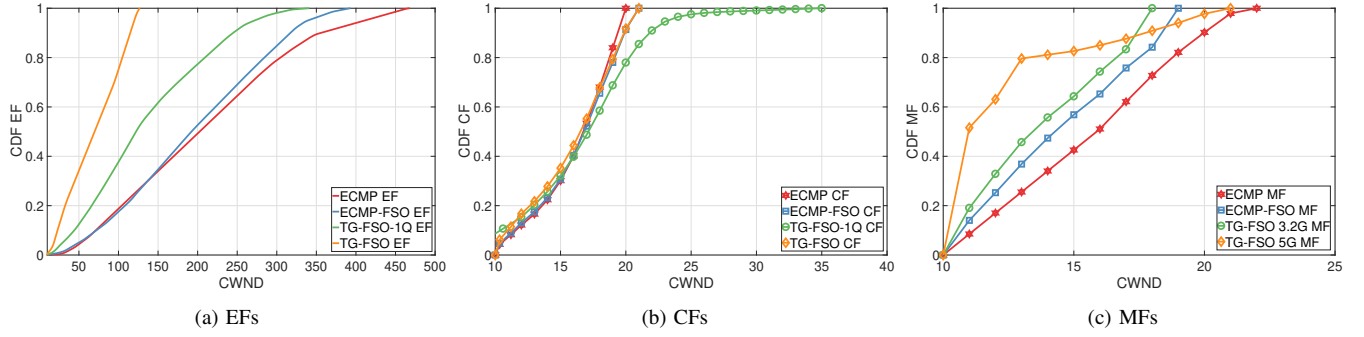 1
0.8
0.6
0.4
0.2
0
CDF EF
50 100 150 200 250 300 350 400 450 500
CWND
ECMP EF
ECMP-FSO EF
TG-FSO-1Q EF
TG-FSO EF
(a) EFs
1
0.8
0.6
0.4
0.2
0
CDF CF
10 15 20 25 30 35 40
CWND
ECMP CF
ECMP-FSO CF
TG-FSO-1Q CF
TG-FSO CF
(b) CFs
1
0.8
0.6
0.4
0.2
0
CDF MF
10 15 20 25
CWND
ECMP MF
ECMP-FSO MF
TG-FSO 3.2G MF
TG-FSO 5G MF
(c) MFs